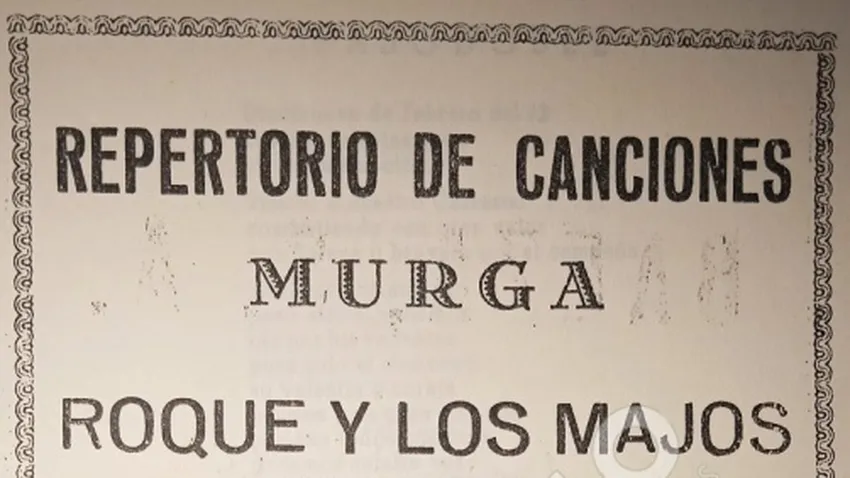 REPERTORIO DE CANCIONES
MURGA
ROQUE Y LOS MAJOS